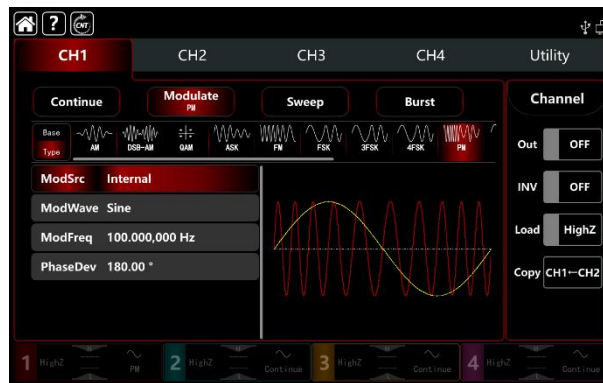 ? CNT
CH1 CH2 CH3 CH4 Utility
Continue Modulate Sweep Burst Channel
PM
Base Type AM DSB-AM QAM ASK FM FSK 3FSK 4FSK PM
Out OFF
ModSrc Internal
INV OFF
ModWave Sine
ModFreq 100.000,000 Hz
Load HighZ
PhaseDev 180.00 °
Copy CH1←CH2
1 HighZ PM 2 HighZ Continue 3 HighZ Continue 4 HighZ Continue